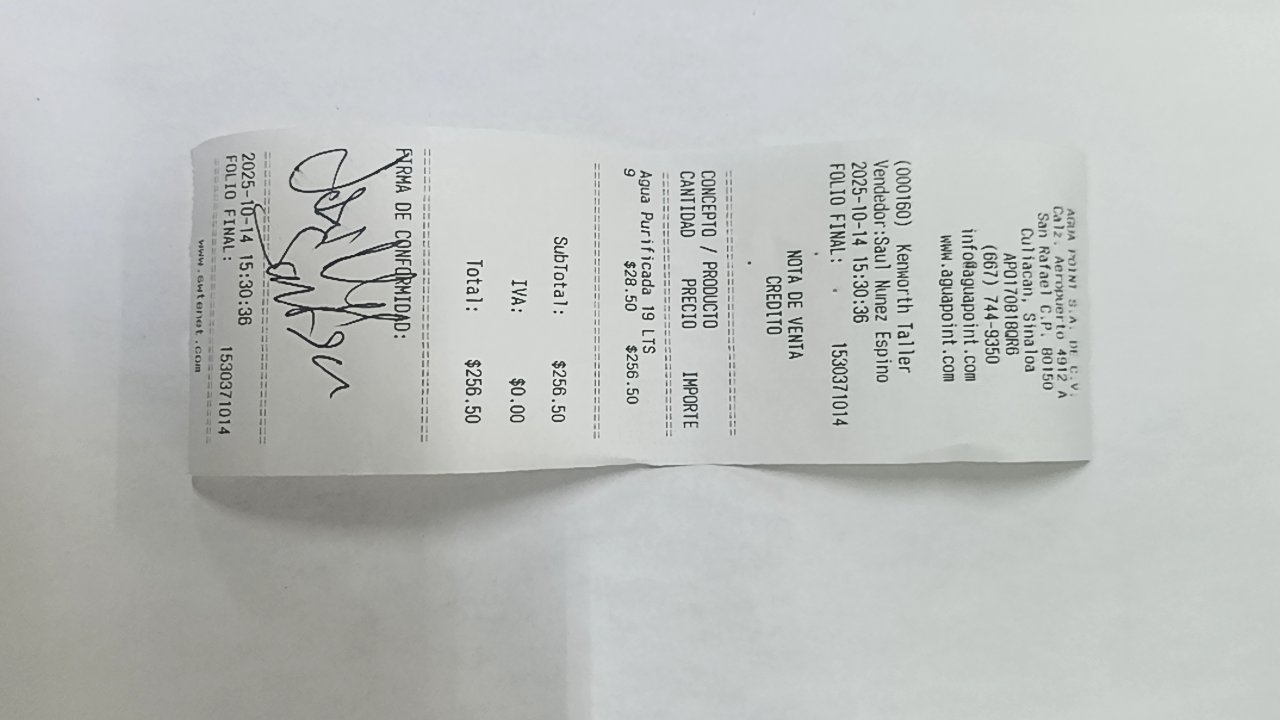 AGUA POINT S.A. DE C.V.
Calz. Aeropuerto 4912 A
San Rafael C.P. 80150
Culiacan, Sinaloa
APO170818QR6
(667) 744-9350
info@aguapoint.com
www.aguapoint.com
(000160) Kenworth Taller
Vendedor:Saul Nunez Espino
2025-10-14 15:30:36
FOLIO FINAL: 1530371014
NOTA DE VENTA
CREDITO
==============================
CONCEPTO / PRODUCTO
CANTIDAD PRECIO IMPORTE
==============================
Agua Purificada 19 LTS
9 $28.50 $256.50
==============================
SubTotal: $256.50
IVA: $0.00
Total: $256.50
==============================
FIRMA DE CONFORMIDAD:
==============================
2025-10-14 15:30:36
FOLIO FINAL: 1530371014
==============================
www.ewtenet.com